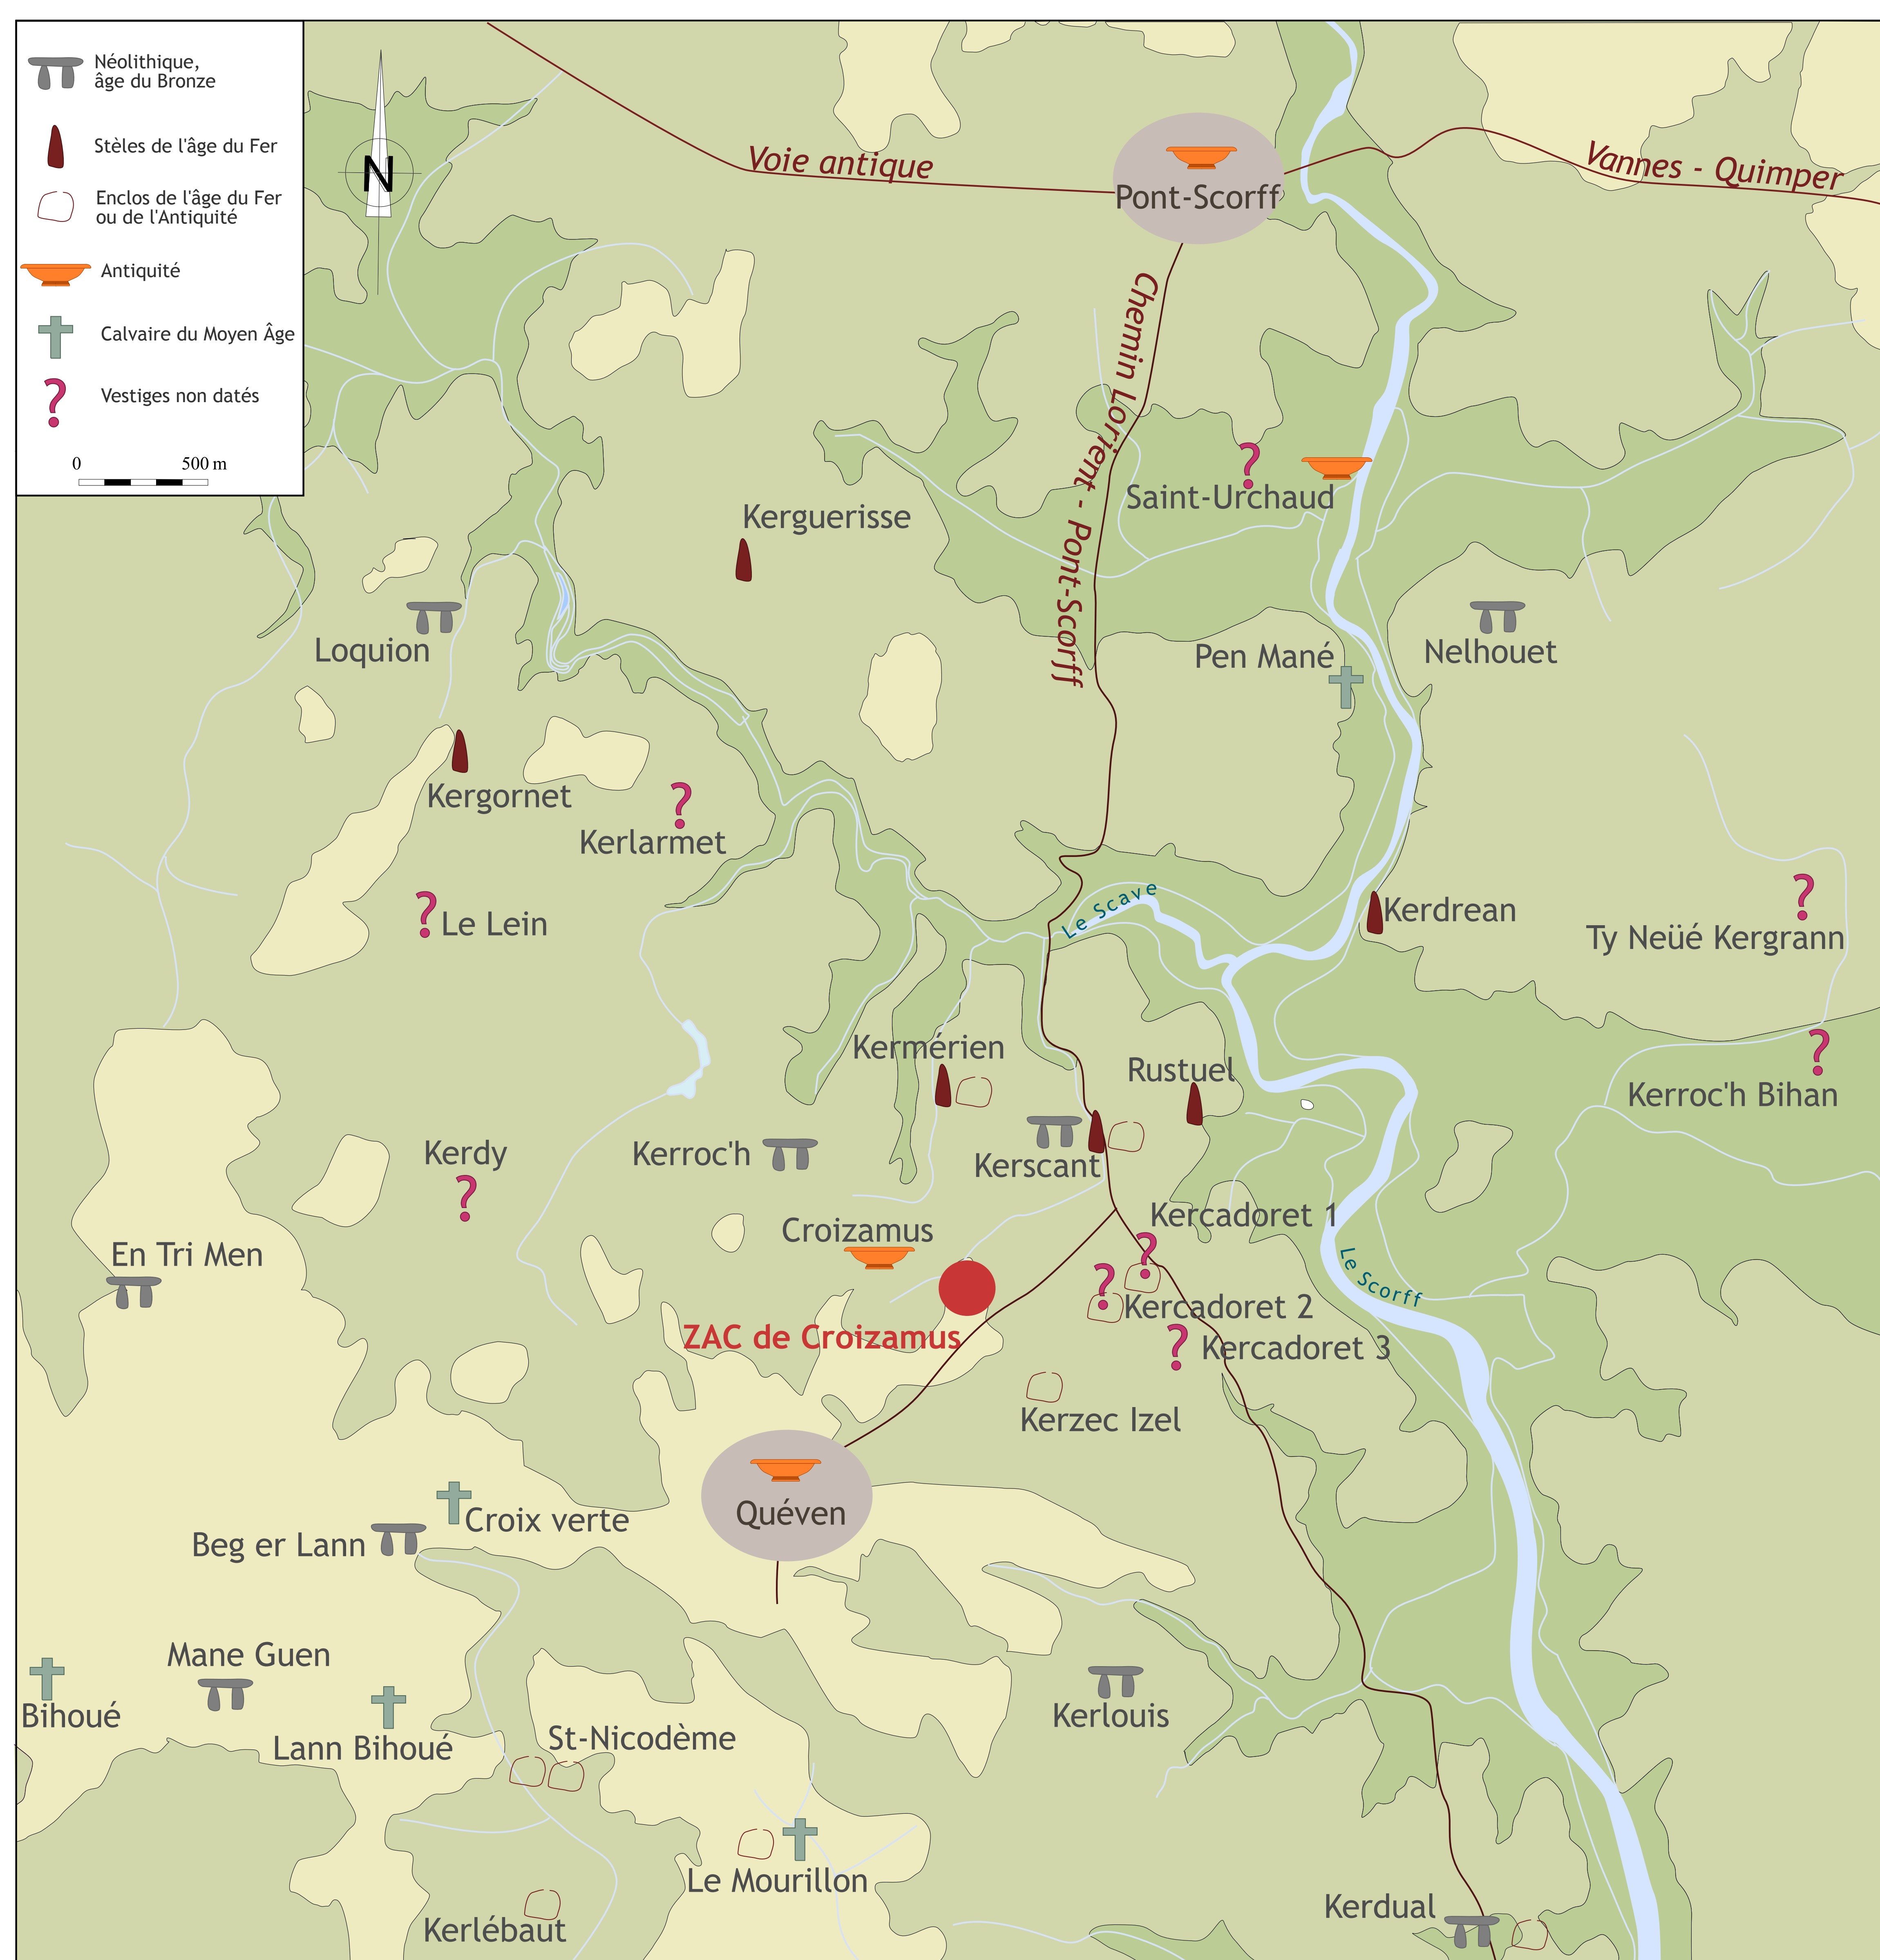 Néolithique,
âge du Bronze
Stèles de l'âge du Fer
Enclos de l'âge du Fer
ou de l'Antiquité
Antiquité
Calvaire du Moyen Âge
Vestiges non datés
0 500 m
N
Voie antique
Pont-Scorff
Vannes - Quimper
Chemin Lorient - Pont-Scorff
Saint-Urchaud
Kerguerisse
Loquion
Pen Mané
Nelhouet
Kergornet
Kerlarmet
Le Lein
Le Scave
Kerdrean
Ty Neüé Kergrann
Kermérien
Rustuel
Kerroc'h Bihan
Kerdy
Kerroc'h
Kerscant
Kercadoret 1
Croizamus
En Tri Men
Le Scorff
Kercadoret 2
ZAC de Croizamus
Kercadoret 3
Kerzec Izel
Quéven
Croix verte
Beg er Lann
Mane Guen
Bihoué
Kerlouis
St-Nicodème
Lann Bihoué
Le Mourillon
Kerdual
Kerlébaut